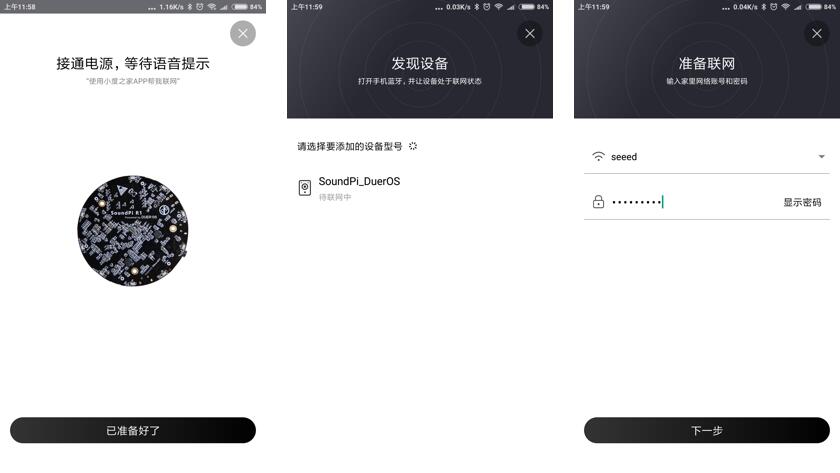 上午11:58
... 1.16K/s 84%
接通电源，等待语音提示
"使用小度之家APP帮我联网"
SoundPi R1
Powered by DUER OS
已准备好了
上午11:59
... 0.03K/s 84%
发现设备
打开手机蓝牙，并让设备处于联网状态
请选择要添加的设备型号
SoundPi_DuerOS
待联网中
上午11:59
... 0.04K/s 84%
准备联网
输入家里网络账号和密码
seeed
••••••••• 显示密码
下一步